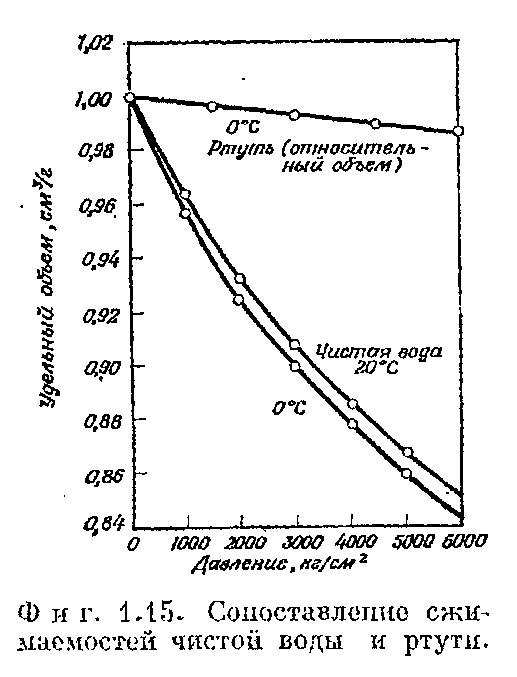 1,02
1,00
0,98
0,96
0,94
0,92
0,90
0,88
0,86
0,84
Удельный объем, см³/г
0°C
Ртуть (относитель-
ный объем)
Чистая вода
20°C
0°C
0 1000 2000 3000 4000 5000 6000
Давление, кг/см²
Фиг. 1.15. Сопоставление сжи-
маемостей чистой воды и ртути.